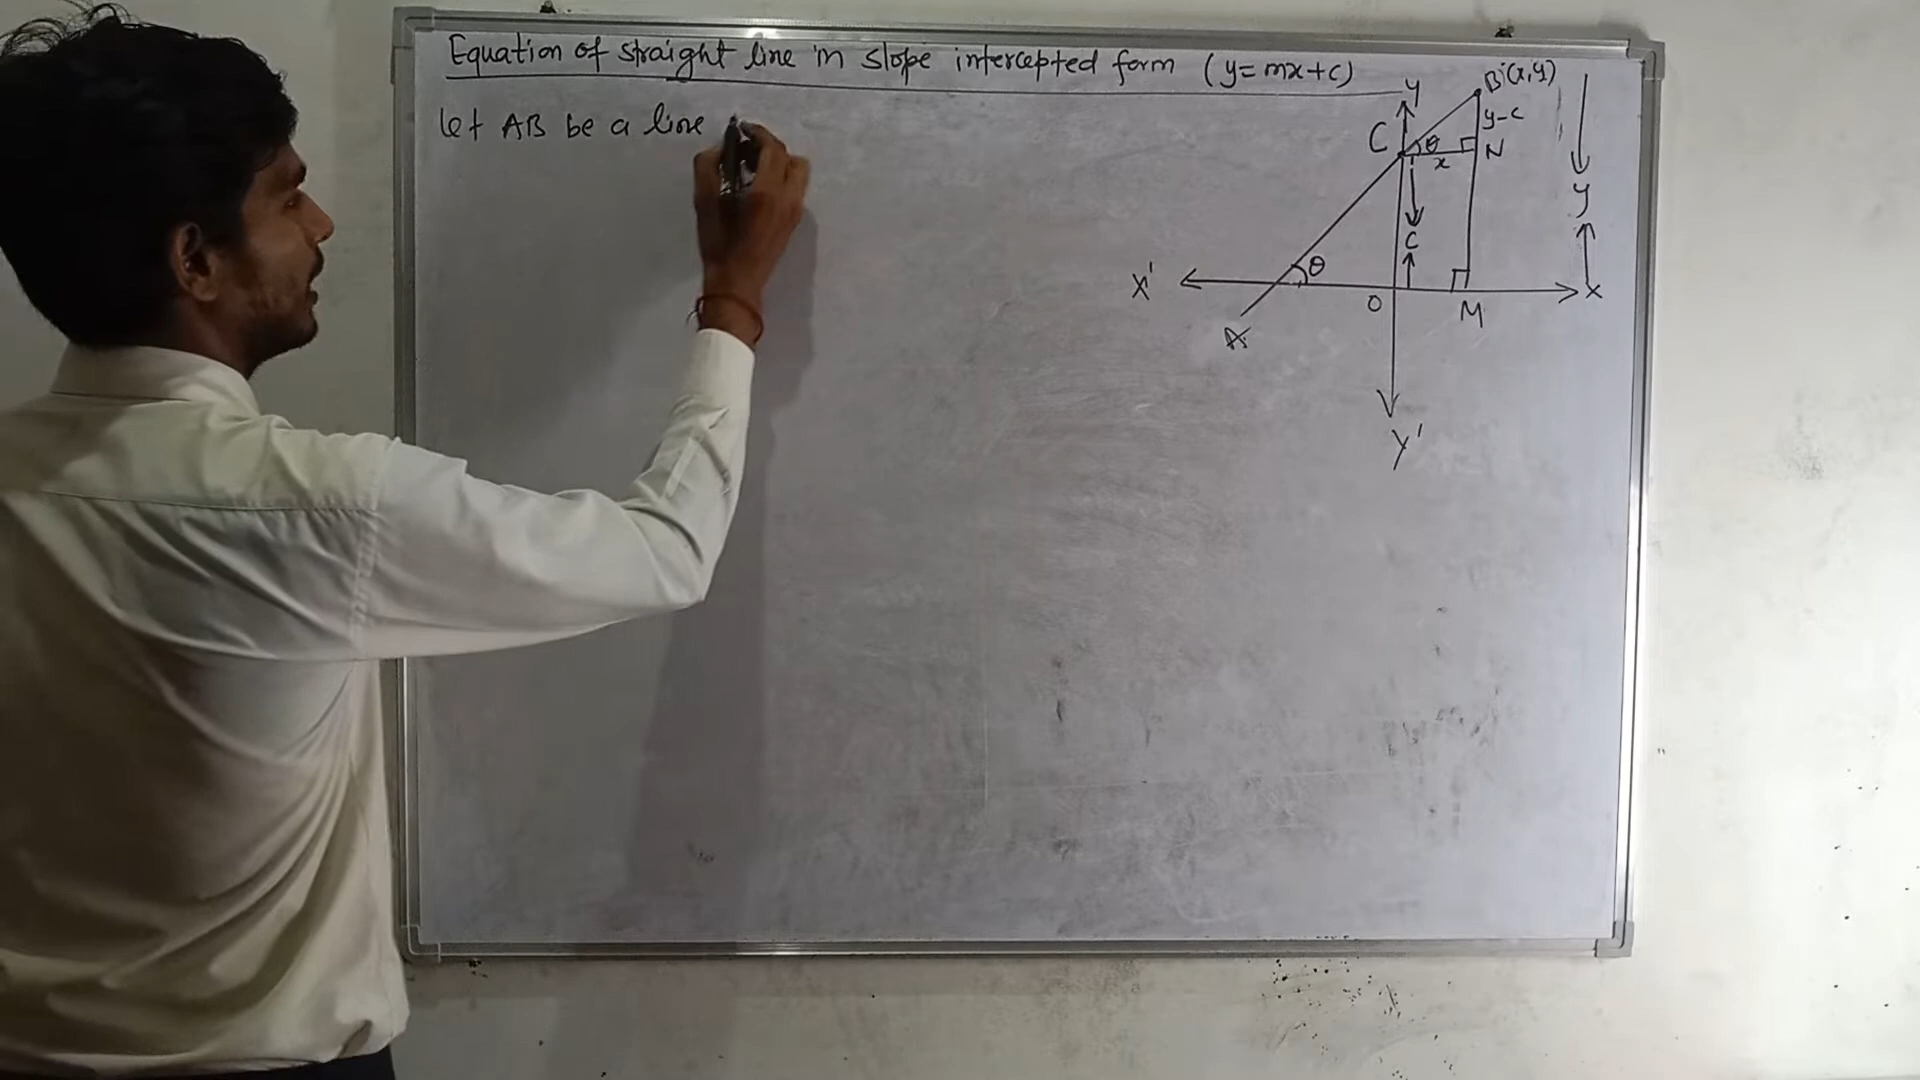 Equation of straight line in slope intercepted form (y=mx+c)
Let AB be a line
Y
B(x,y)
y-c
C
θ
N
x
y
c
θ
X'
X
O
M
A
Y'